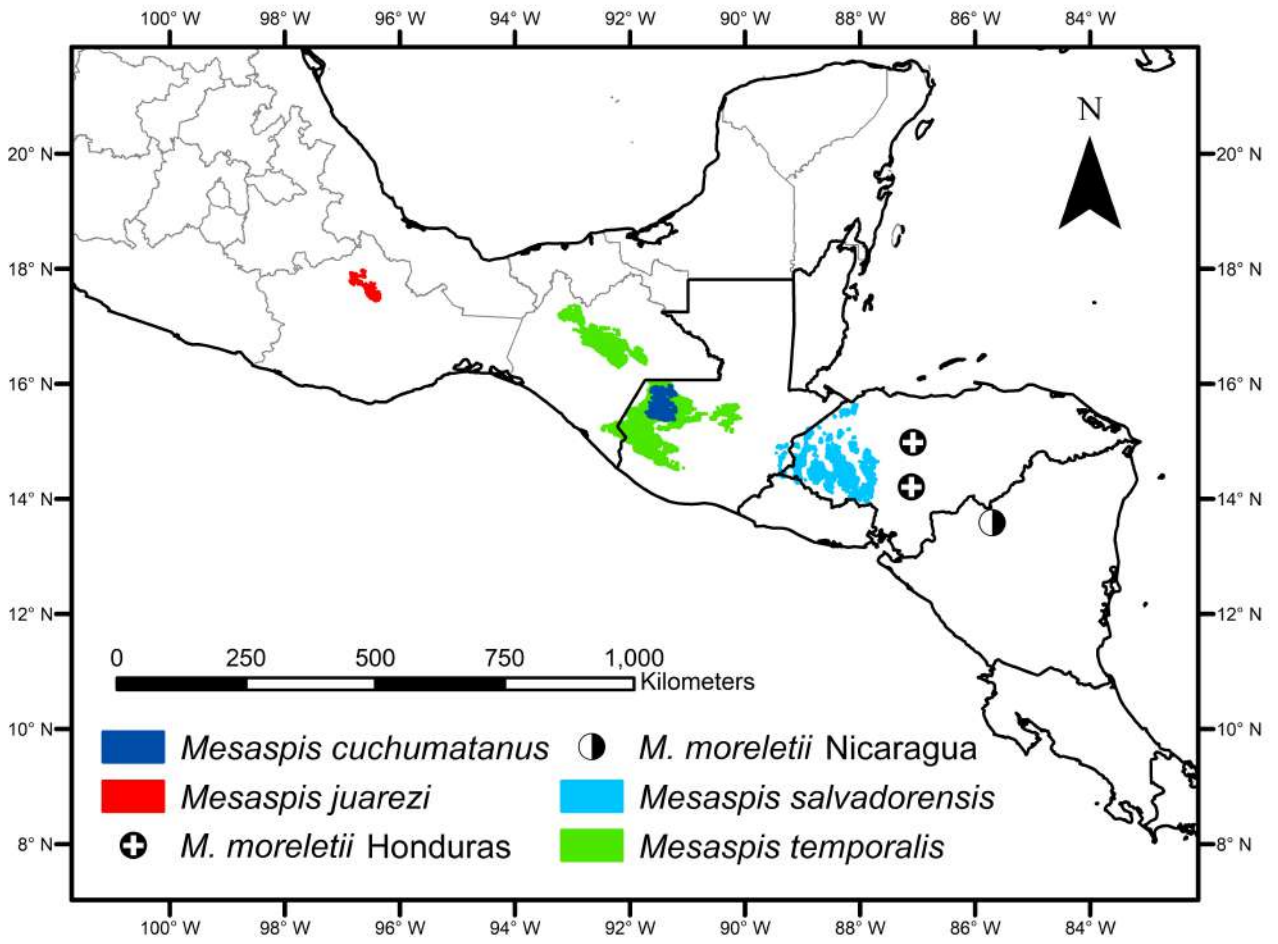 100° W 98° W 96° W 94° W 92° W 90° W 88° W 86° W 84° W
N
20° N 20° N
18° N 18° N
16° N 16° N
14° N 14° N
12° N 12° N
0 250 500 750 1,000
Kilometers
10° N 10° N
Mesaspis cuchumatanus M. moreletii Nicaragua
Mesaspis juarezi Mesaspis salvadorensis
M. moreletii Honduras Mesaspis temporalis
8° N 8° N
100° W 98° W 96° W 94° W 92° W 90° W 88° W 86° W 84° W